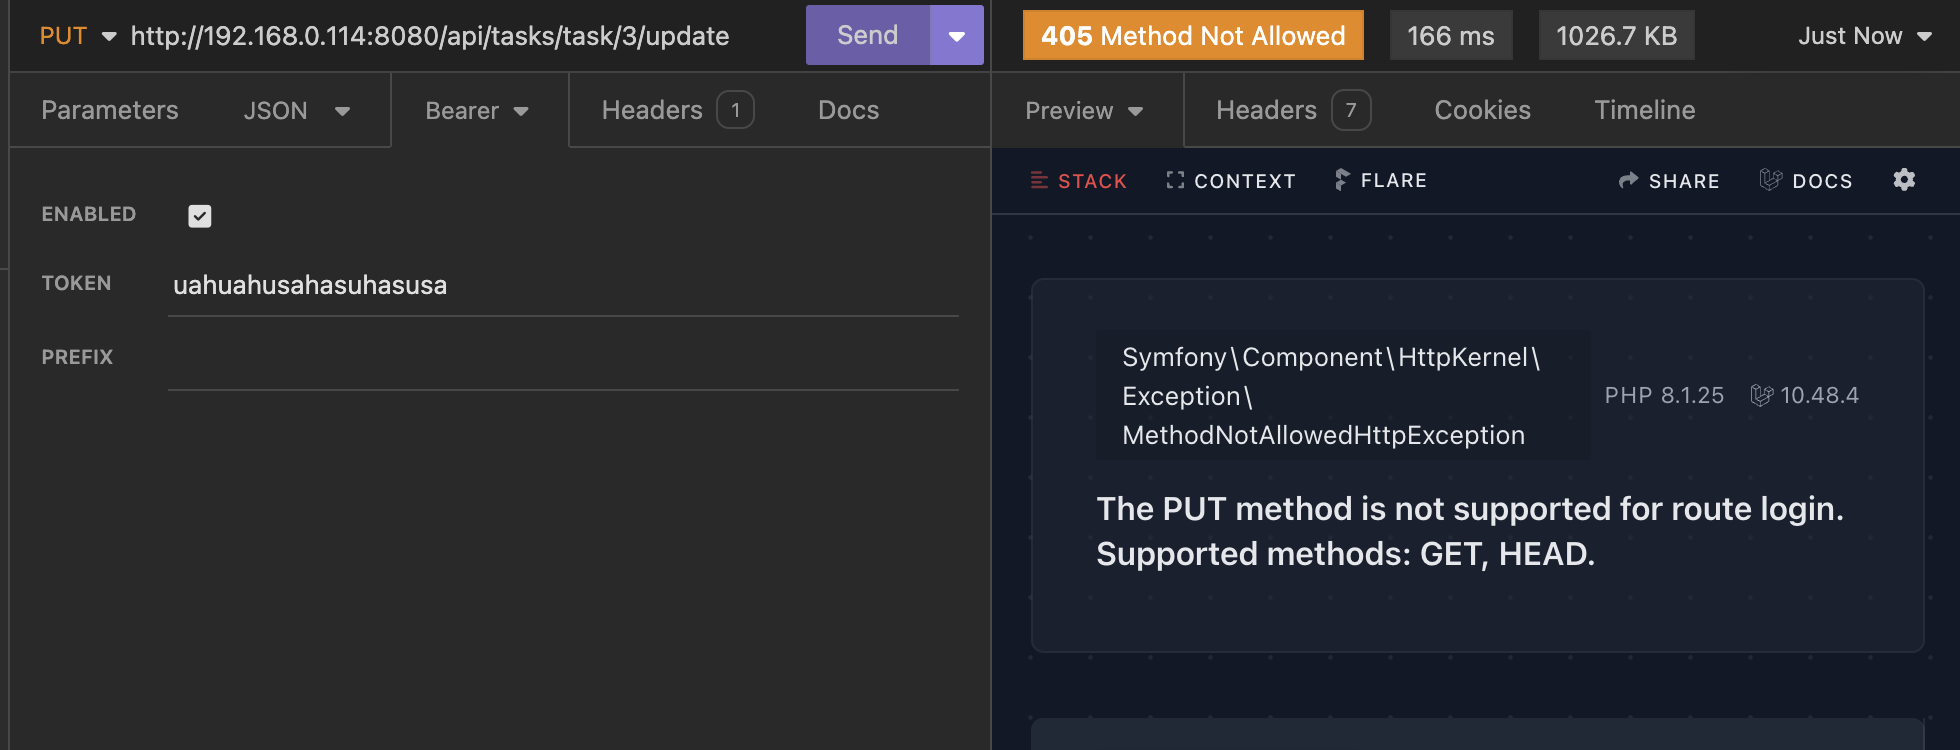 PUT http://192.168.0.114:8080/api/tasks/task/3/update Send
Parameters JSON Bearer Headers 1 Docs
ENABLED
TOKEN uahuahusahasuhasusa
PREFIX
405 Method Not Allowed 166 ms 1026.7 KB Just Now
Preview Headers 7 Cookies Timeline
STACK CONTEXT FLARE SHARE DOCS
Symfony\Component\HttpKernel\
Exception\
MethodNotAllowedHttpException
PHP 8.1.25 10.48.4
The PUT method is not supported for route login.
Supported methods: GET, HEAD.